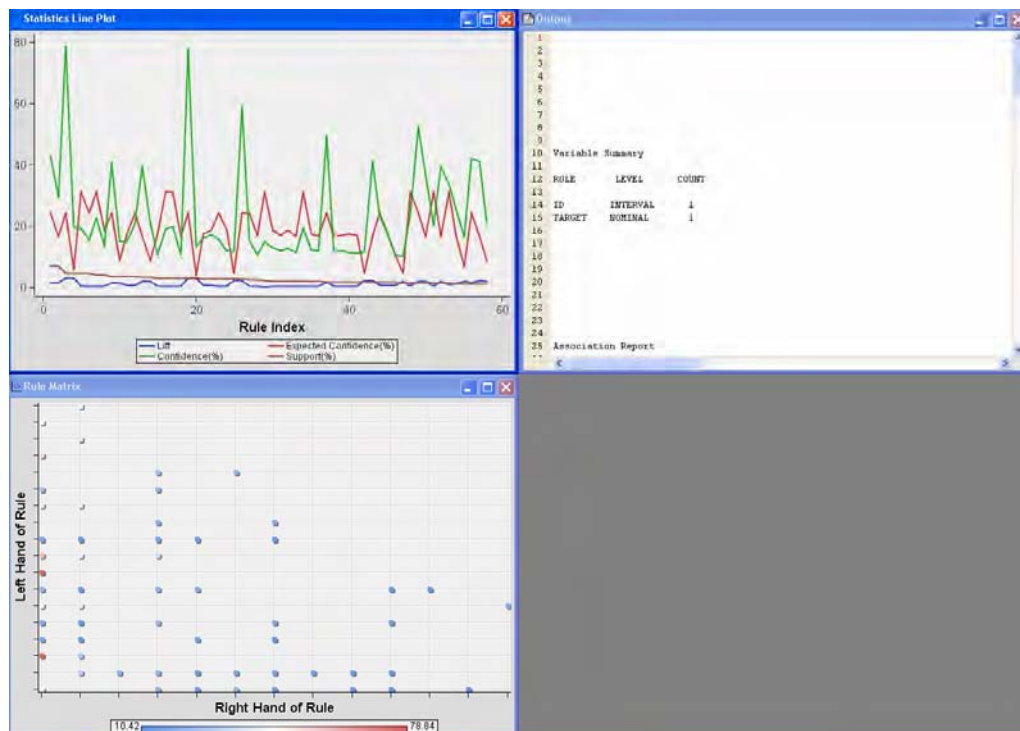 Statistics Line Plot
80
60
40
20
0
0 20 40 60
Rule Index
Lift Expected Confidence(%)
Confidence(%) Support(%)
Output
1
2
3
4
5
6
7
8
9
10 Variable Summary
11
12 ROLE LEVEL COUNT
13
14 ID INTERVAL 1
15 TARGET NOMINAL 1
16
17
18
19
20
21
22
23
24
25 Association Report
Rule Matrix
Left Hand of Rule
Right Hand of Rule
10.42 78.84